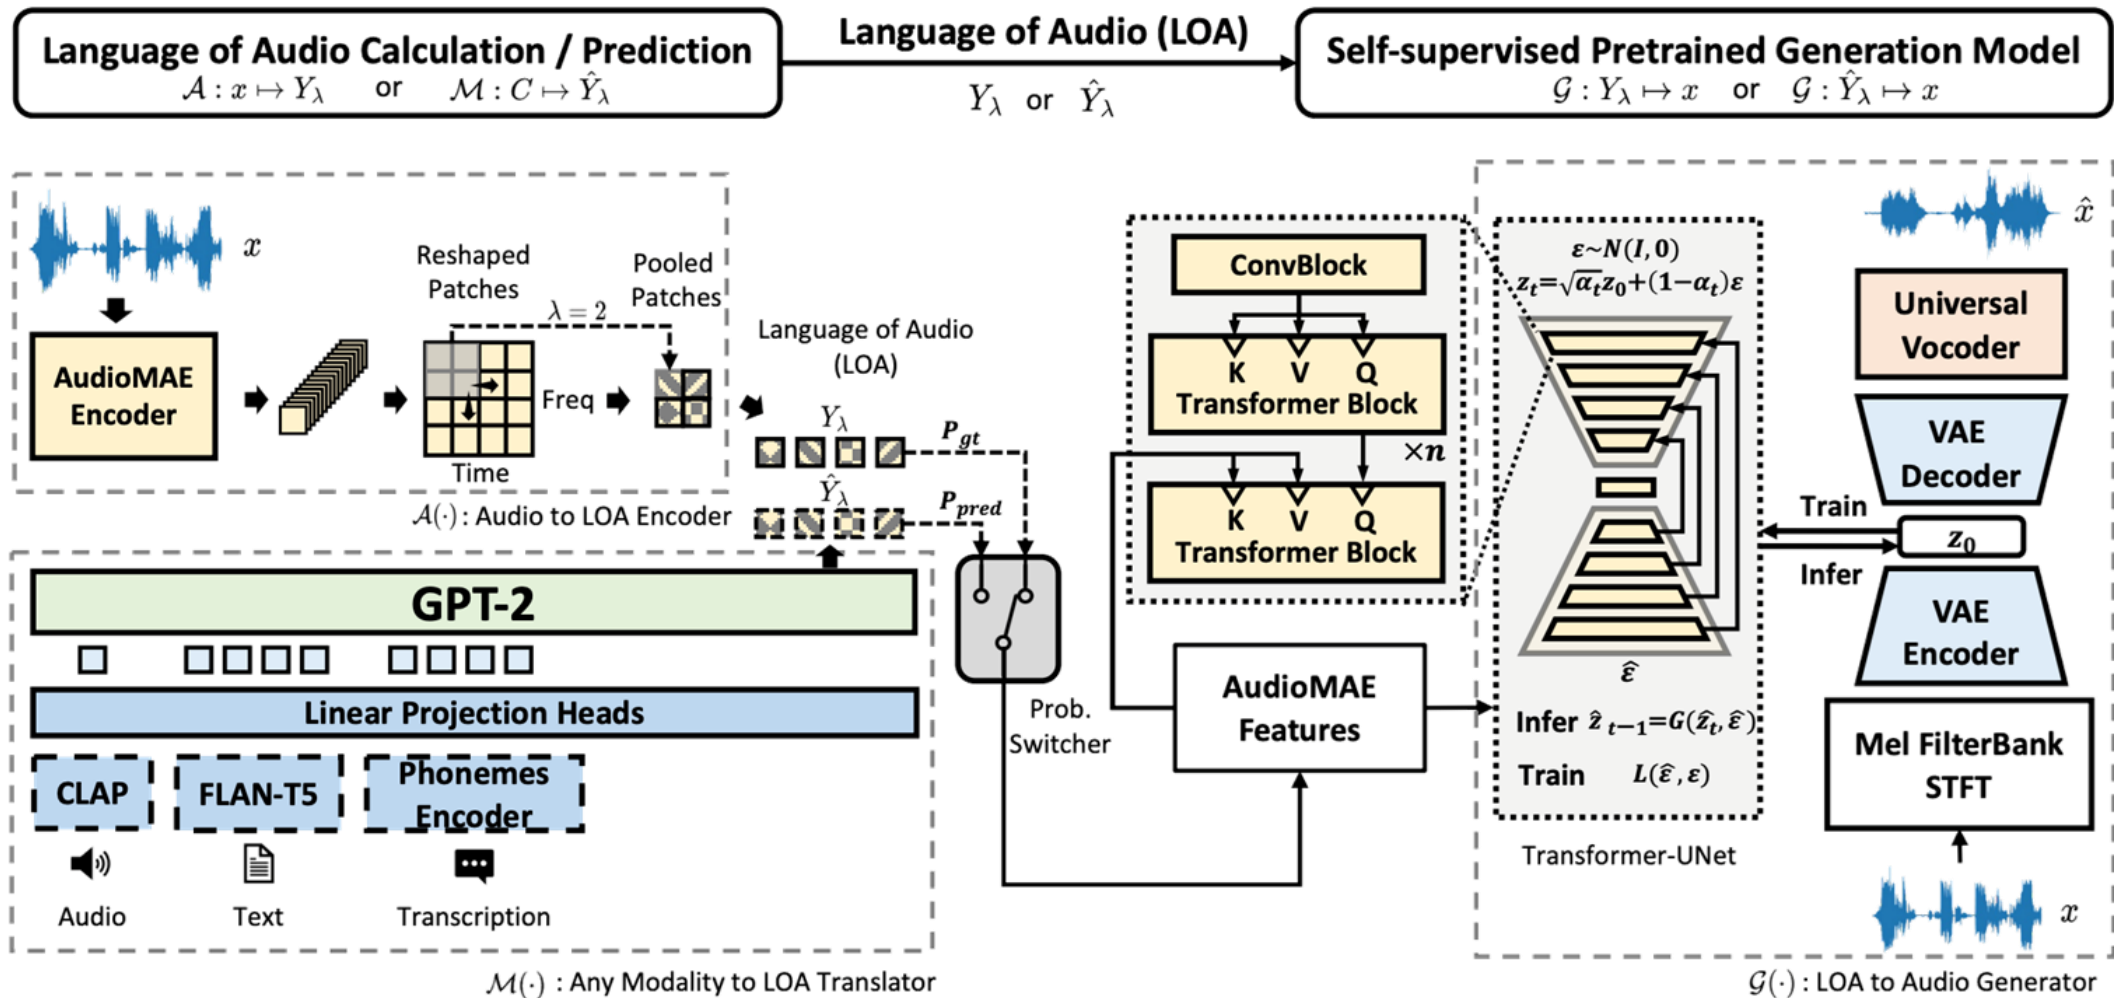 Language of Audio Calculation / Prediction
𝒜 : x ↦ Y_λ or ℳ : C ↦ Ŷ_λ
Language of Audio (LOA)
Y_λ or Ŷ_λ
Self-supervised Pretrained Generation Model
𝒢 : Y_λ ↦ x or 𝒢 : Ŷ_λ ↦ x
x
AudioMAE
Encoder
Reshaped
Patches
λ = 2
Pooled
Patches
Freq
Time
𝒜(·) : Audio to LOA Encoder
Language of Audio
(LOA)
Y_λ
P_gt
Ŷ_λ
P_pred
GPT-2
Linear Projection Heads
CLAP
FLAN-T5
Phonemes
Encoder
Audio
Text
Transcription
ℳ(·) : Any Modality to LOA Translator
Prob.
Switcher
ConvBlock
K V Q
Transformer Block
×n
K V Q
Transformer Block
AudioMAE
Features
ε~N(I, 0)
z_t=√α_t z_0+(1−α_t)ε
ε̂
Infer ẑ_t−1=G(ẑ_t, ε̂)
Train L(ε̂, ε)
Transformer-UNet
Train
Infer
x̂
Universal
Vocoder
VAE
Decoder
z_0
VAE
Encoder
Mel FilterBank
STFT
x
𝒢(·) : LOA to Audio Generator